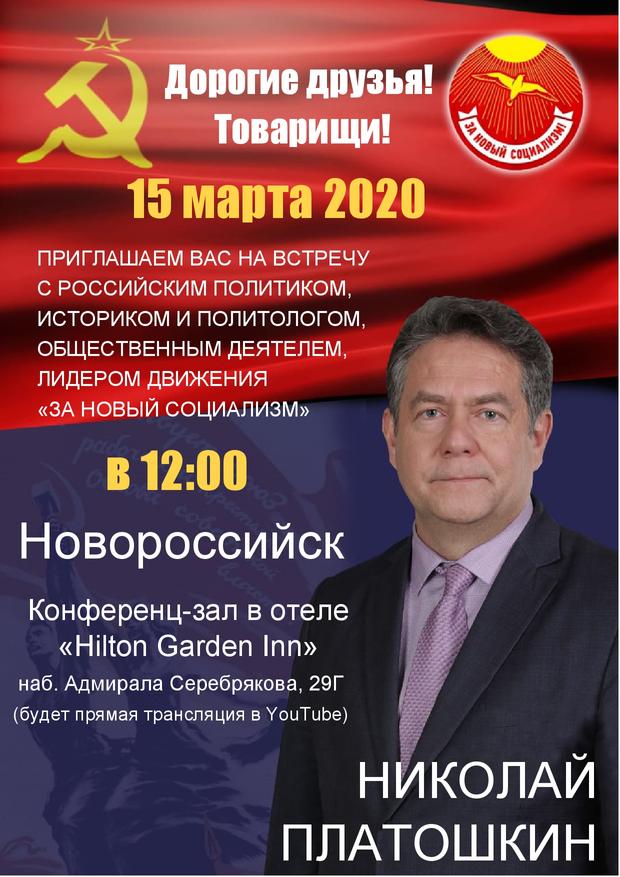 Дорогие друзья!
Товарищи!
ЗА НОВЫЙ СОЦИАЛИЗМ!
15 марта 2020
ПРИГЛАШАЕМ ВАС НА ВСТРЕЧУ
С РОССИЙСКИМ ПОЛИТИКОМ,
ИСТОРИКОМ И ПОЛИТОЛОГОМ,
ОБЩЕСТВЕННЫМ ДЕЯТЕЛЕМ,
ЛИДЕРОМ ДВИЖЕНИЯ
«ЗА НОВЫЙ СОЦИАЛИЗМ»
в 12:00
Новороссийск
Конференц-зал в отеле
«Hilton Garden Inn»
наб. Адмирала Серебрякова, 29Г
(будет прямая трансляция в YouTube)
НИКОЛАЙ
ПЛАТОШКИН